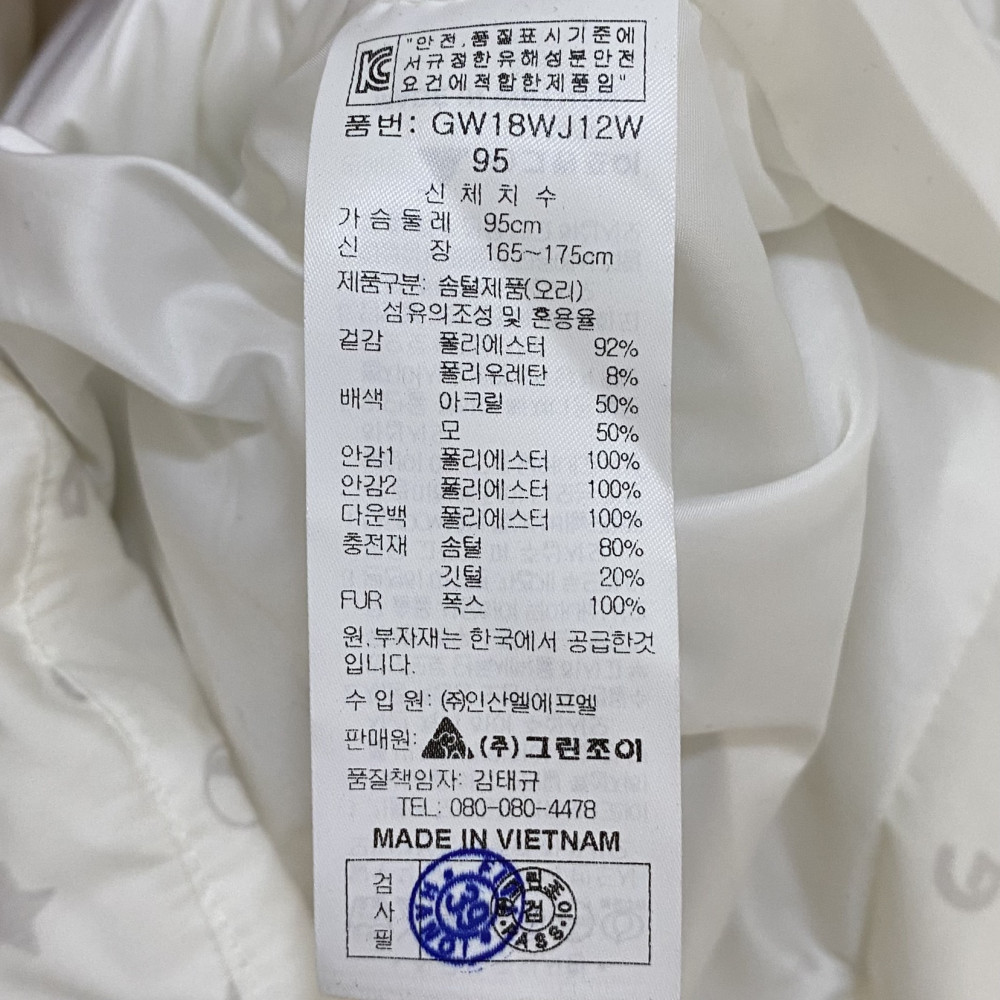 "안전,품질표시기준에
서규정한유해성분안전
요건에적합한제품임"
품번: GW18WJ12W
95
신체치수
가슴둘레 95cm
신장 165~175cm
제품구분: 솜털제품(오리)
섬유의조성 및 혼용율
겉감 폴리에스터 92%
폴리우레탄 8%
배색 아크릴 50%
모 50%
안감1 폴리에스터 100%
안감2 폴리에스터 100%
다운백 폴리에스터 100%
충전재 솜털 80%
깃털 20%
FUR 폭스 100%
원.부자재는 한국에서 공급한것
입니다.
수입원: (주)인산엘에프엘
판매원: (주)그린조이
품질책임자: 김태규
TEL: 080-080-4478
MADE IN VIETNAM
검
사
필
39
검
PASS